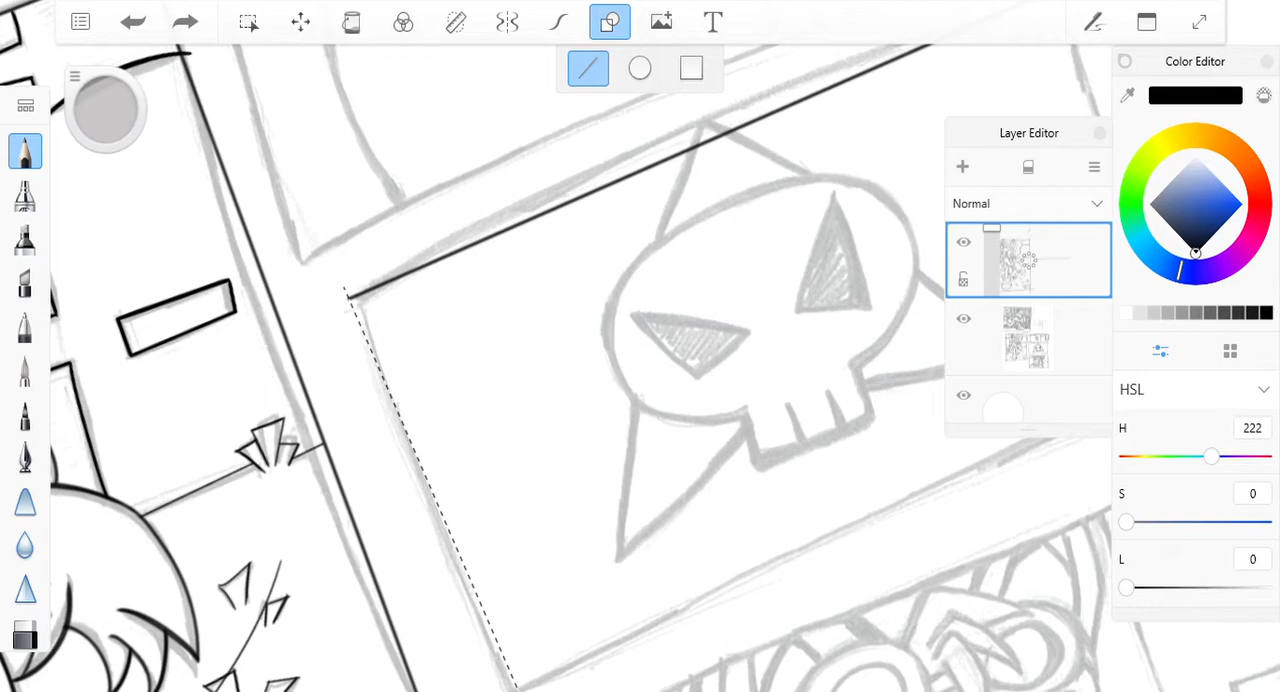 T
Color Editor
Layer Editor
Normal
HSL
H 222
S 0
L 0